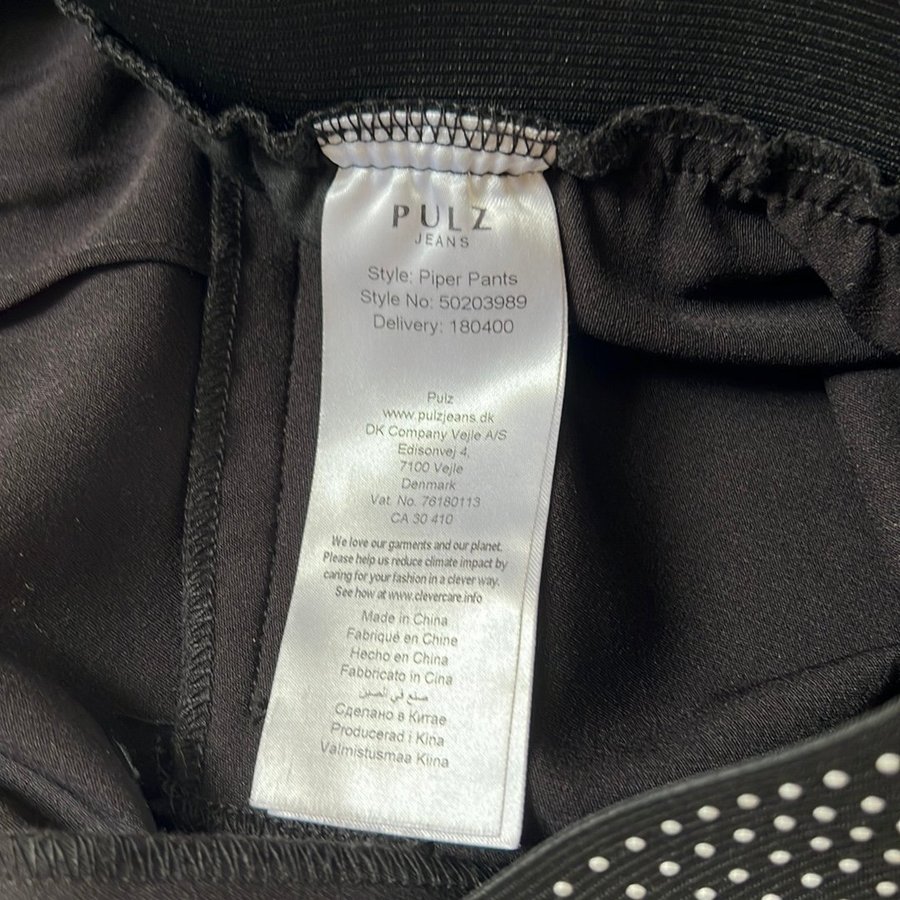 PULZ
JEANS
Style: Piper Pants
Style No: 50203989
Delivery: 180400
Pulz
www.pulzjeans.dk
DK Company Vejle A/S
Edisonvej 4,
7100 Vejle
Denmark
Vat. No. 76180113
CA 30 410
We love our garments and our planet.
Please help us reduce climate impact by
caring for your fashion in a clever way.
See how at www.clevercare.info
Made in China
Fabriqué en Chine
Hecho en China
Fabbricato in Cina
صنع في الصين
Сделано в Китае
Producerad i Kina
Valmistusmaa Kiina